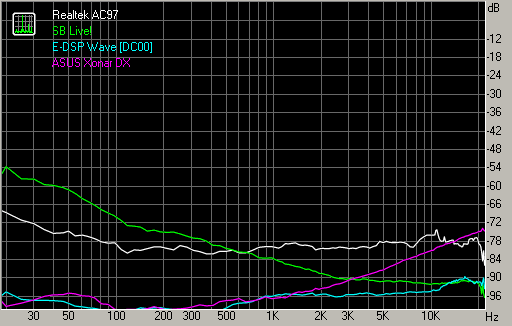 Realtek AC97
SB Live!
E-DSP Wave [DC00]
ASUS Xonar DX
dB
-12
-18
-24
-30
-36
-42
-48
-54
-60
-66
-72
-78
-84
-90
-96
30 50 100 200 300 500 1K 2K 3K 5K 10K Hz